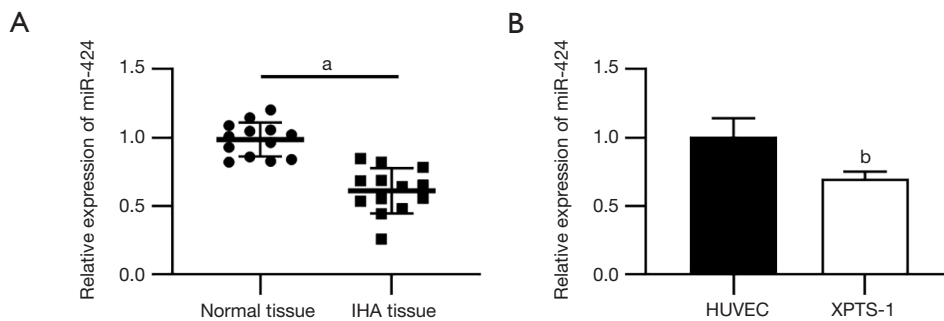 A
Relative expression of miR-424
1.5
1.0
0.5
0.0
a
Normal tissue
IHA tissue
B
Relative expression of miR-424
1.5
1.0
0.5
0.0
b
HUVEC
XPTS-1